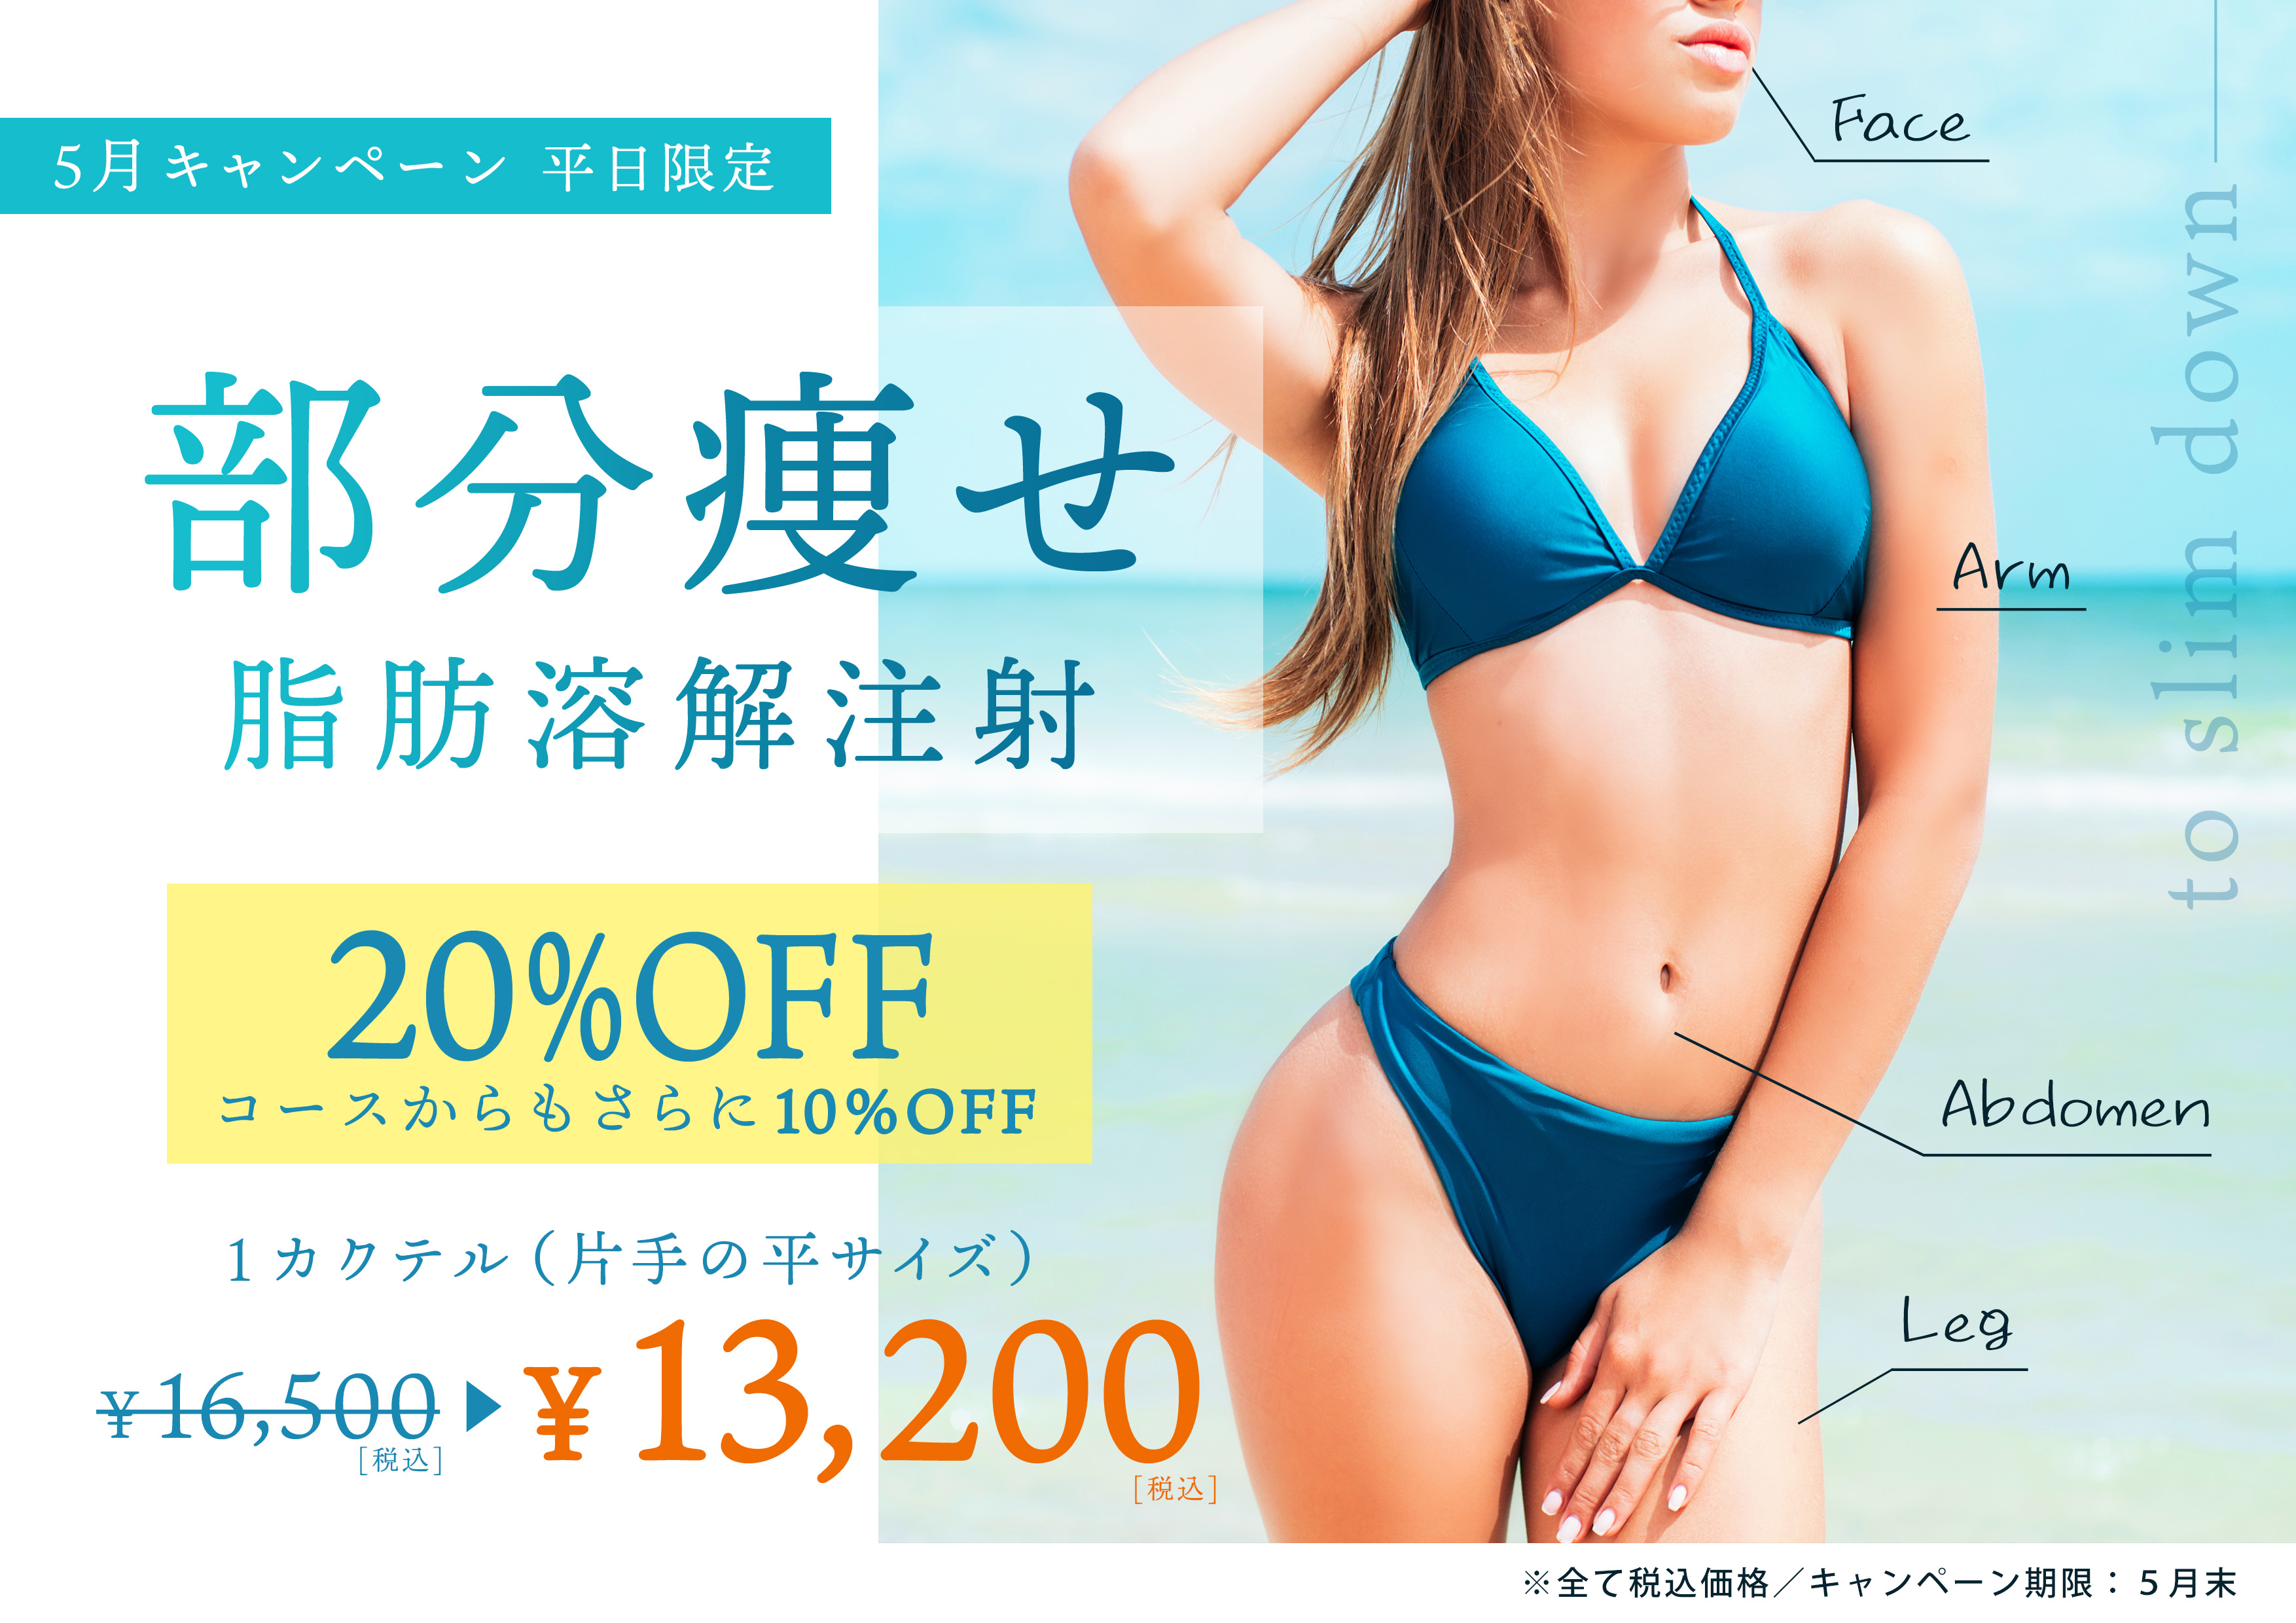 5月キャンペーン 平日限定
部分痩せ
脂肪溶解注射
20%OFF
コースからもさらに10%OFF
1カクテル（片手の平サイズ）
¥16,500
[税込]
¥13,200
[税込]
Face
Arm
Abdomen
Leg
to slim down
※全て税込価格／キャンペーン期限：5月末